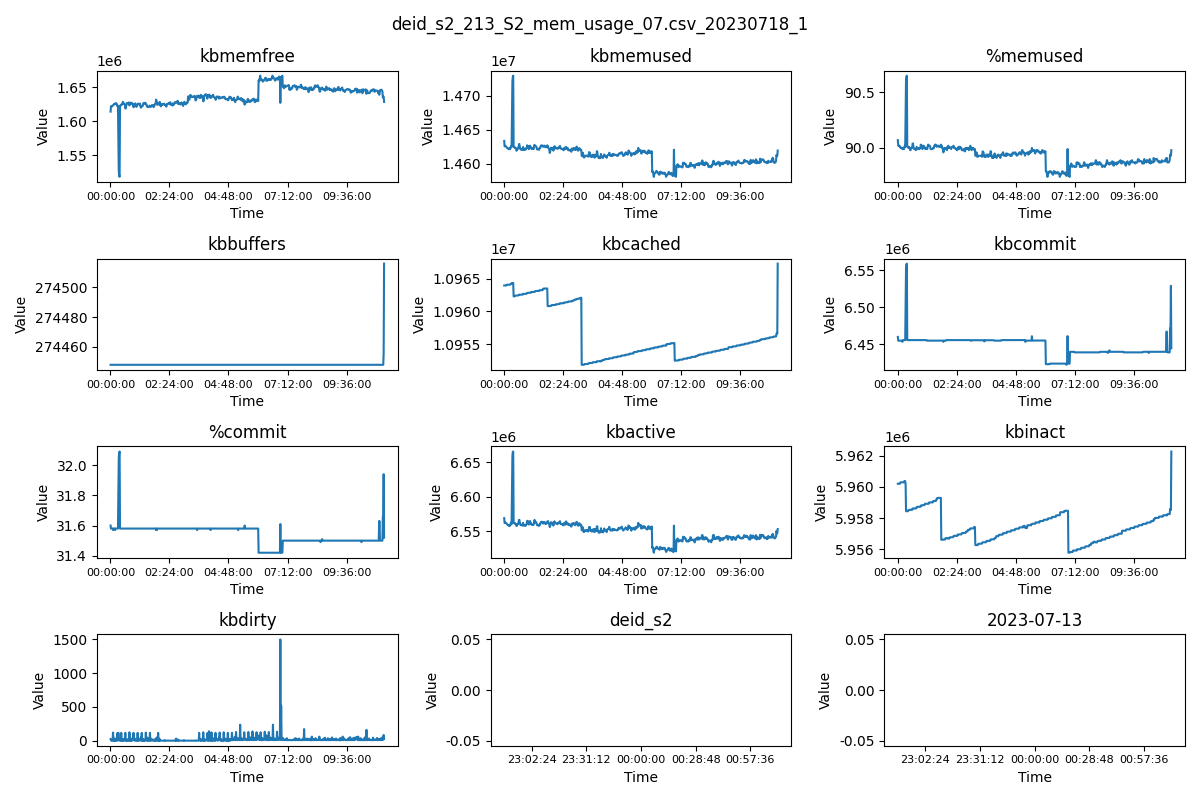 deid_s2_213_S2_mem_usage_07.csv_20230718_1
kbmemfree
1e6
1.65
1.60
1.55
Value
00:00:00 02:24:00 04:48:00 07:12:00 09:36:00
Time
kbmemused
1e7
1.470
1.465
1.460
Value
00:00:00 02:24:00 04:48:00 07:12:00 09:36:00
Time
%memused
90.5
90.0
Value
00:00:00 02:24:00 04:48:00 07:12:00 09:36:00
Time
kbbuffers
274500
274480
274460
Value
00:00:00 02:24:00 04:48:00 07:12:00 09:36:00
Time
kbcached
1e7
1.0965
1.0960
1.0955
Value
00:00:00 02:24:00 04:48:00 07:12:00 09:36:00
Time
kbcommit
1e6
6.55
6.50
6.45
Value
00:00:00 02:24:00 04:48:00 07:12:00 09:36:00
Time
%commit
32.0
31.8
31.6
31.4
Value
00:00:00 02:24:00 04:48:00 07:12:00 09:36:00
Time
kbactive
1e6
6.65
6.60
6.55
Value
00:00:00 02:24:00 04:48:00 07:12:00 09:36:00
Time
kbinact
1e6
5.962
5.960
5.958
5.956
Value
00:00:00 02:24:00 04:48:00 07:12:00 09:36:00
Time
kbdirty
1500
1000
500
0
Value
00:00:00 02:24:00 04:48:00 07:12:00 09:36:00
Time
deid_s2
0.05
0.00
-0.05
Value
23:02:24 23:31:12 00:00:00 00:28:48 00:57:36
Time
2023-07-13
0.05
0.00
-0.05
Value
23:02:24 23:31:12 00:00:00 00:28:48 00:57:36
Time